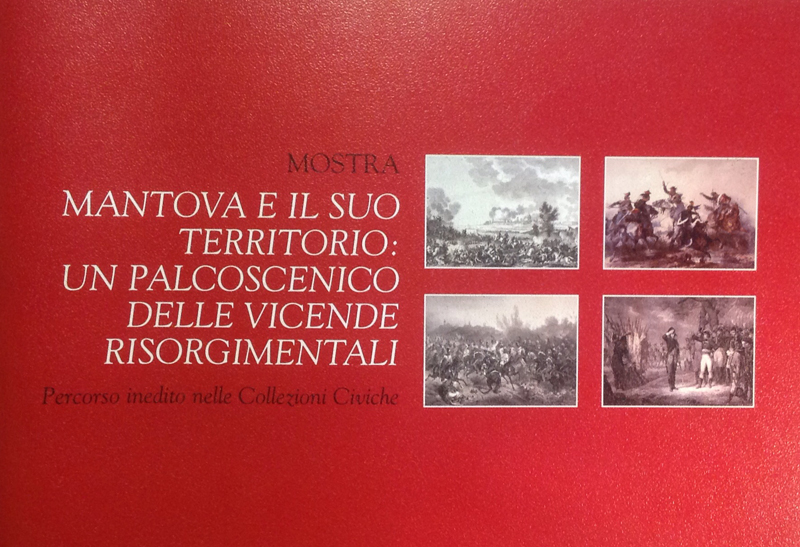 MOSTRA
MANTOVA E IL SUO
TERRITORIO:
UN PALCOSCENICO
DELLE VICENDE
RISORGIMENTALI
Percorso inedito nelle Collezioni Civiche